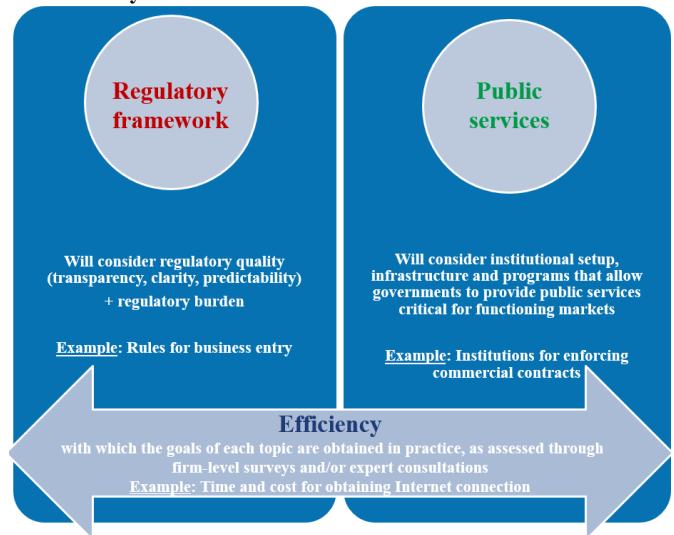 Regulatory
framework
Will consider regulatory quality
(transparency, clarity, predictability)
+ regulatory burden
Example: Rules for business entry
Public
services
Will consider institutional setup,
infrastructure and programs that allow
governments to provide public services
critical for functioning markets
Example: Institutions for enforcing
commercial contracts
Efficiency
with which the goals of each topic are obtained in practice, as assessed through
firm-level surveys and/or expert consultations
Example: Time and cost for obtaining Internet connection